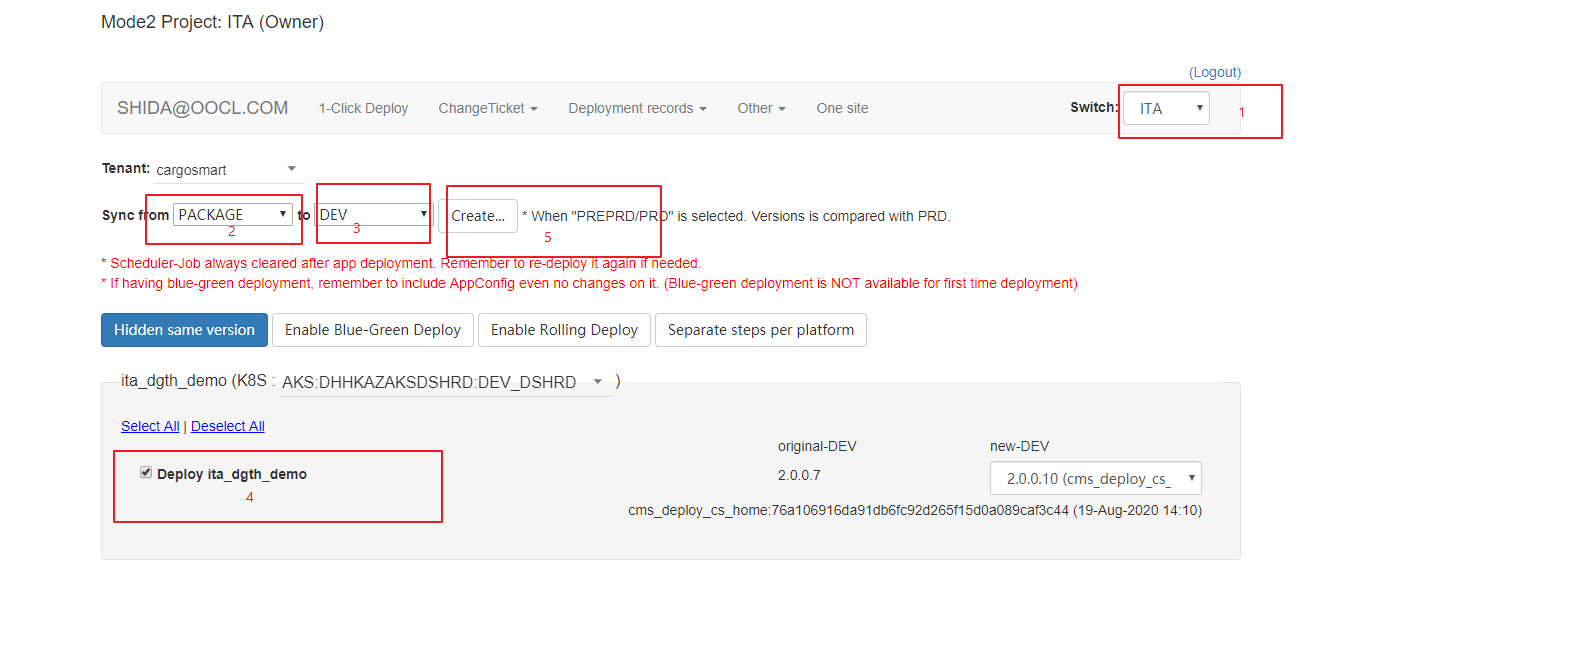 Mode2 Project: ITA (Owner)
(Logout)
SHIDA@OOCL.COM 1-Click Deploy ChangeTicket Deployment records Other One site Switch: ITA 1
Tenant: cargosmart
Sync from PACKAGE to DEV Create... * When "PREPRD/PRD" is selected. Versions is compared with PRD.
2 3 5
* Scheduler-Job always cleared after app deployment. Remember to re-deploy it again if needed.
* If having blue-green deployment, remember to include AppConfig even no changes on it. (Blue-green deployment is NOT available for first time deployment)
Hidden same version Enable Blue-Green Deploy Enable Rolling Deploy Separate steps per platform
ita_dgth_demo (K8S : AKS:DHHKAZAKSDSHRD:DEV_DSHRD )
Select All | Deselect All
original-DEV new-DEV
Deploy ita_dgth_demo 2.0.0.7 2.0.0.10 (cms_deploy_cs_
4
cms_deploy_cs_home:76a106916da91db6fc92d265f15d0a089caf3c44 (19-Aug-2020 14:10)